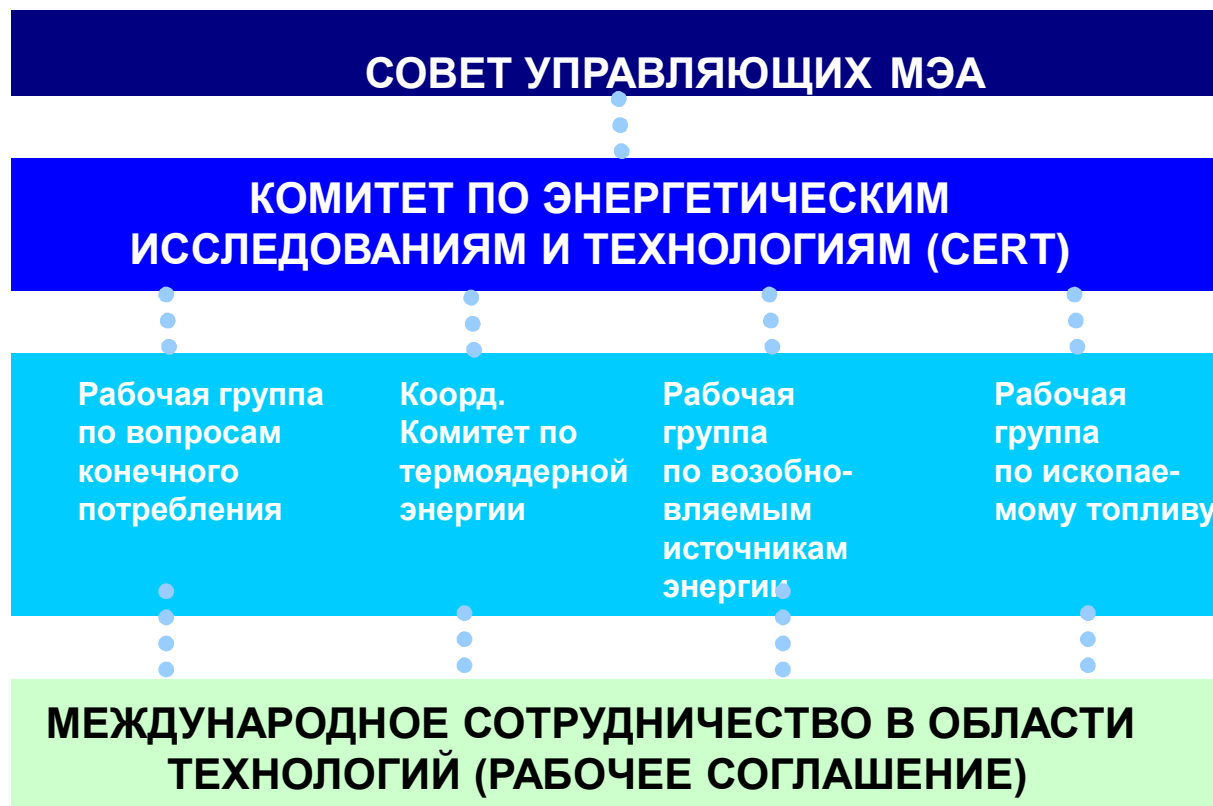 СОВЕТ УПРАВЛЯЮЩИХ МЭА
КОМИТЕТ ПО ЭНЕРГЕТИЧЕСКИМ
ИССЛЕДОВАНИЯМ И ТЕХНОЛОГИЯМ (CERT)
Рабочая группа
по вопросам
конечного
потребления
Коорд.
Комитет по
термоядерной
энергии
Рабочая
группа
по возобно-
вляемым
источникам
энергии
Рабочая
группа
по ископае-
мому топливу
МЕЖДУНАРОДНОЕ СОТРУДНИЧЕСТВО В ОБЛАСТИ
ТЕХНОЛОГИЙ (РАБОЧЕЕ СОГЛАШЕНИЕ)